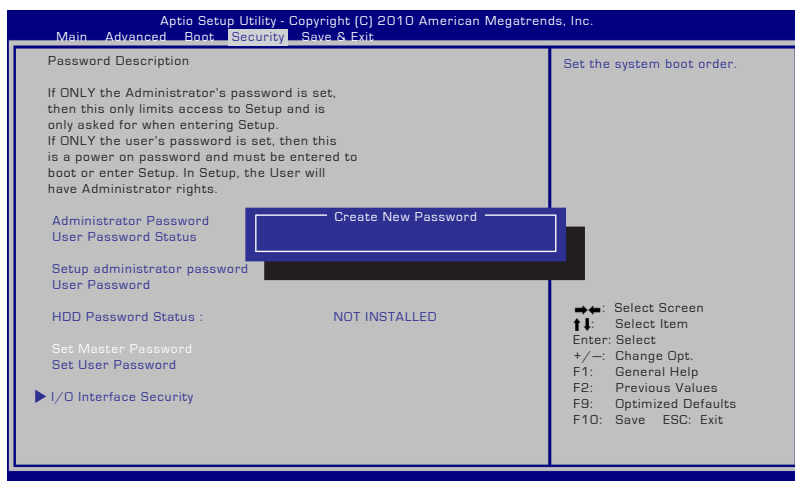 Aptio Setup Utility - Copyright (C) 2010 American Megatrends, Inc.
Main Advanced Boot Security Save & Exit
Password Description
If ONLY the Administrator's password is set,
then this only limits access to Setup and is
only asked for when entering Setup.
If ONLY the user's password is set, then this
is a power on password and must be entered to
boot or enter Setup. In Setup, the User will
have Administrator rights.
Administrator Password
User Password Status
Create New Password
Setup administrator password
User Password
HDD Password Status : NOT INSTALLED
Set Master Password
Set User Password
I/O Interface Security
Set the system boot order.
→←: Select Screen
↑↓: Select Item
Enter: Select
+/—: Change Opt.
F1: General Help
F2: Previous Values
F9: Optimized Defaults
F10: Save ESC: Exit